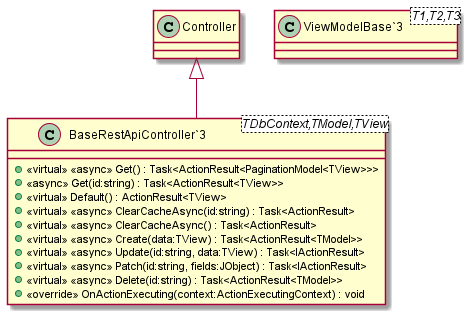 C Controller
C ViewModelBase`3
T1,T2,T3
C BaseRestApiController`3
TDbContext,TModel,TView
«virtual» «async» Get() : Task<ActionResult<PaginationModel<TView>>>
«async» Get(id:string) : Task<ActionResult<TView>>
«virtual» Default() : ActionResult<TView>
«virtual» «async» ClearCacheAsync(id:string) : Task<ActionResult>
«virtual» «async» ClearCacheAsync() : Task<ActionResult>
«virtual» «async» Create(data:TView) : Task<ActionResult<TModel>>
«virtual» «async» Update(id:string, data:TView) : Task<IActionResult>
«virtual» «async» Patch(id:string, fields:JObject) : Task<IActionResult>
«virtual» «async» Delete(id:string) : Task<ActionResult<TModel>>
«override» OnActionExecuting(context:ActionExecutingContext) : void